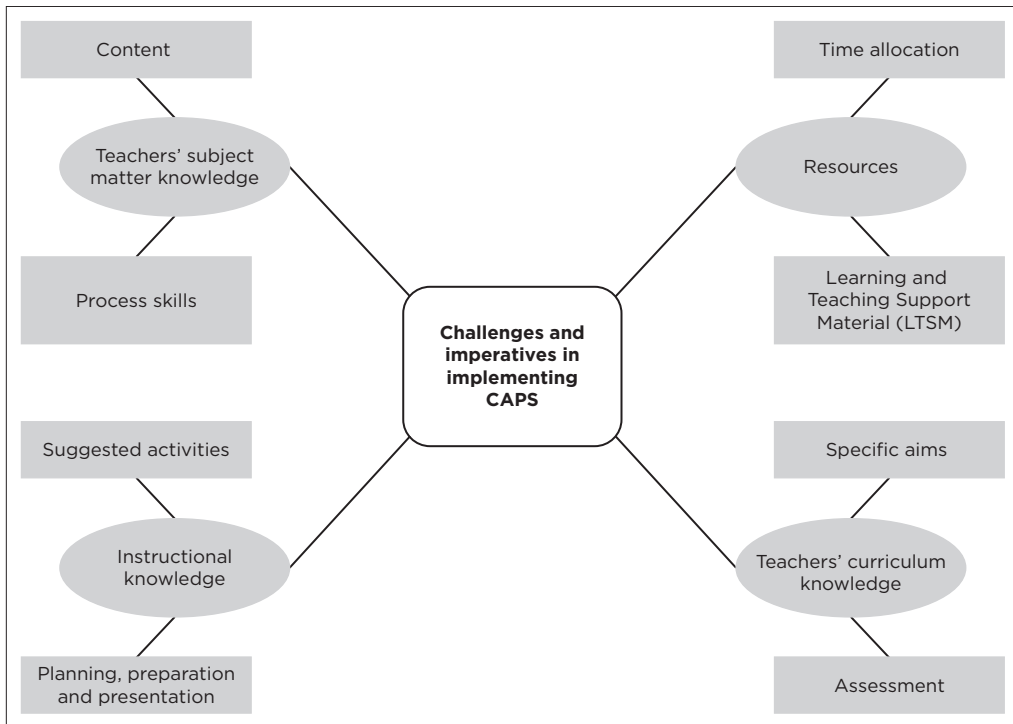 Content
Time allocation
Teachers’ subject
matter knowledge
Resources
Process skills
Learning and
Teaching Support
Material (LTSM)
Challenges and
imperatives in
implementing
CAPS
Suggested activities
Specific aims
Instructional
knowledge
Teachers’ curriculum
knowledge
Planning, preparation
and presentation
Assessment